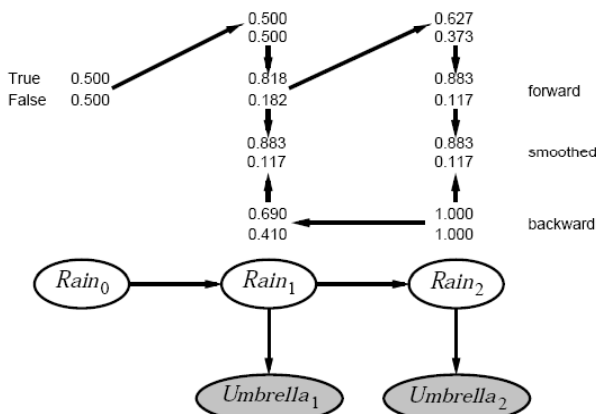 0.500 0.627
0.500 0.373
True 0.500 0.818 0.883
False 0.500 0.182 0.117 forward
0.883 0.883
0.117 0.117 smoothed
0.690 1.000
0.410 1.000 backward
Rain0 Rain1 Rain2
Umbrella1 Umbrella2